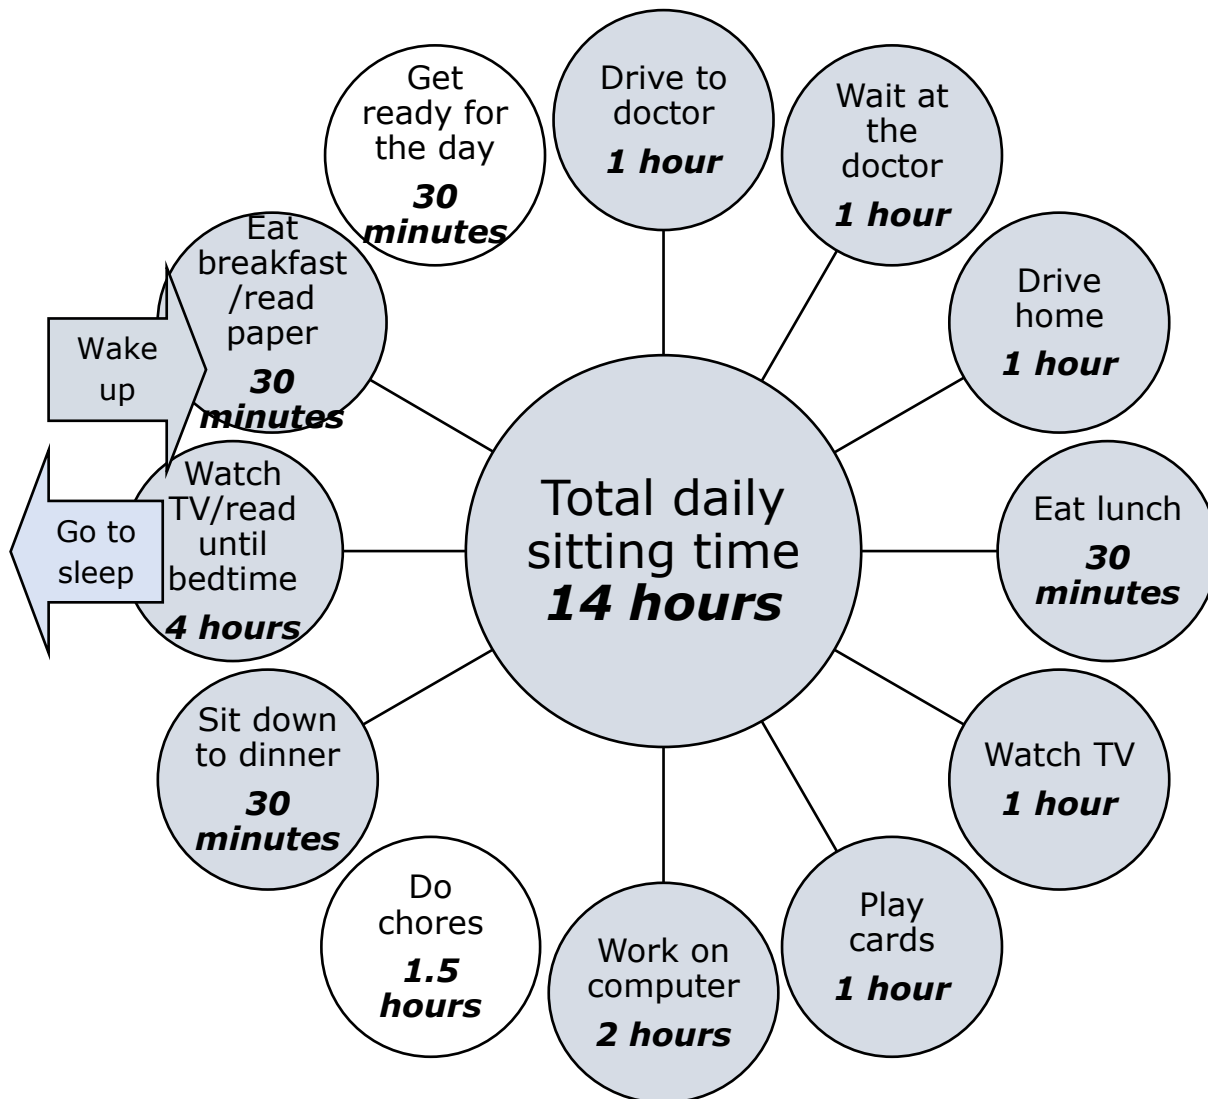 Wake
up
Eat
breakfast
/read
paper
30
minutes
Get
ready for
the day
30
minutes
Drive to
doctor
1 hour
Wait at
the
doctor
1 hour
Drive
home
1 hour
Eat lunch
30
minutes
Watch TV
1 hour
Play
cards
1 hour
Work on
computer
2 hours
Do
chores
1.5
hours
Sit down
to dinner
30
minutes
Watch
TV/read
until
bedtime
4 hours
Go to
sleep
Total daily
sitting time
14 hours